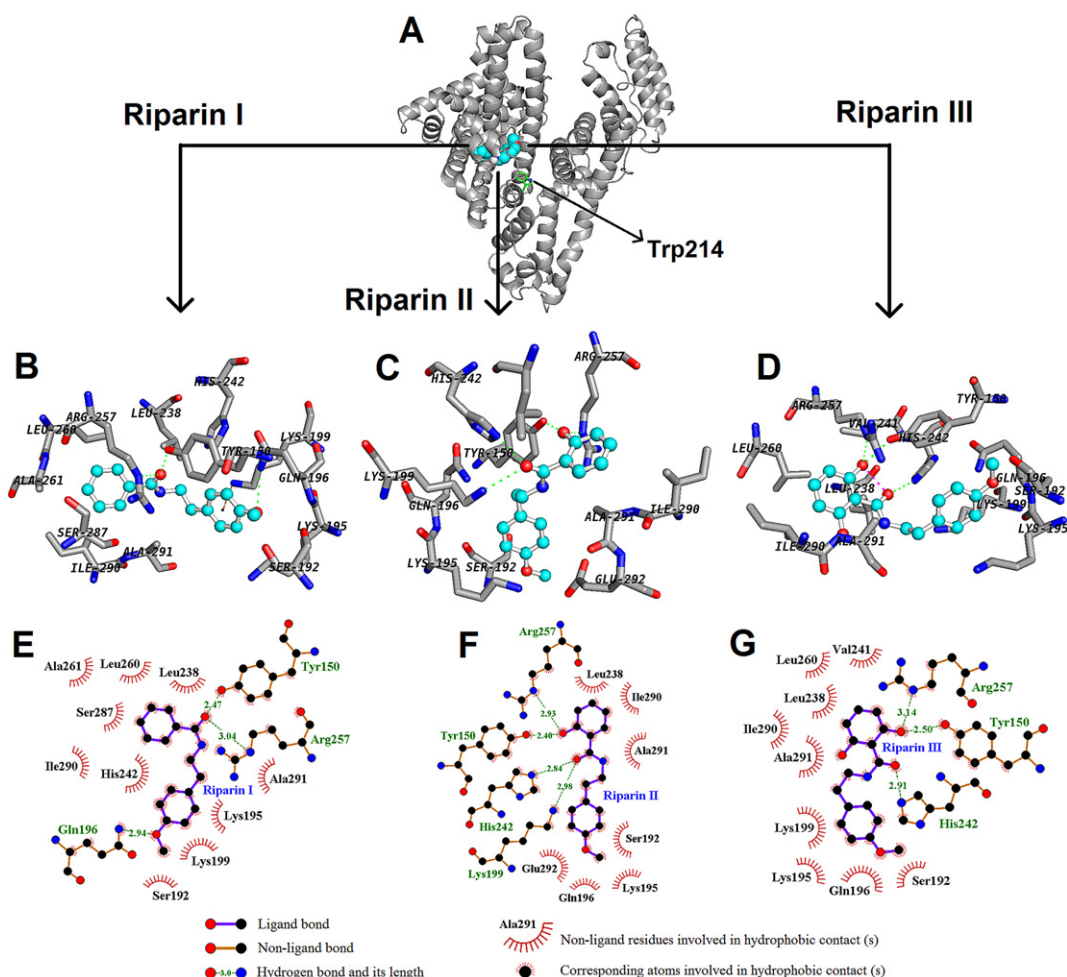 A
Riparin I
Riparin III
Trp214
Riparin II
B
HIS-242
LEU-238
ARG-257
LEU-260
LYS-199
TYR-150
GLN-196
ALA-261
LYS-195
SER-287
ALA-291
ILE-290
SER-192
C
ARG-257
HIS-242
TYR-150
LYS-199
GLN-196
ILE-290
ALA-291
LYS-195
SER-192
GLU-292
D
TYR-150
ARG-257
VAL-241
HIS-242
LEU-260
GLN-196
LEU-238
SER-192
LYS-199
LYS-195
ILE-290
ALA-291
E
Ala261
Leu260
Leu238
Tyr150
2.47
Ser287
3.04
Arg257
Ile290
His242
Riparin I
Ala291
Lys195
Gln196
2.94
Lys199
Ser192
F
Arg257
Leu238
Ile290
2.93
Tyr150
2.40
Ala291
2.84
2.98
Riparin II
His242
Ser192
Lys199
Glu292
Lys195
Gln196
G
Val241
Leu260
Leu238
Arg257
3.14
Ile290
2.50
Tyr150
Riparin III
Ala291
2.91
Lys199
His242
Lys195
Gln196
Ser192
Ligand bond
Non-ligand bond
3.0
Hydrogen bond and its length
Ala291
Non-ligand residues involved in hydrophobic contact (s)
Corresponding atoms involved in hydrophobic contact (s)